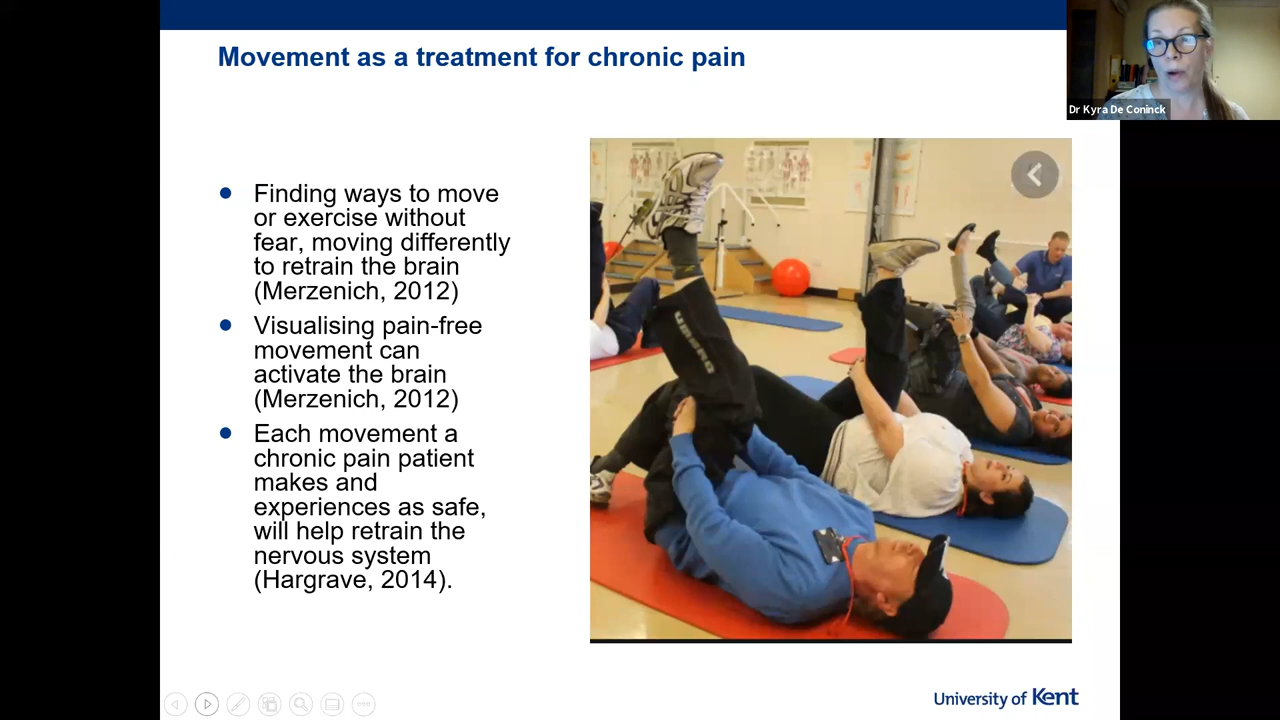 Movement as a treatment for chronic pain
Dr Kyra De Coninck
Finding ways to move
or exercise without
fear, moving differently
to retrain the brain
(Merzenich, 2012)
Visualising pain-free
movement can
activate the brain
(Merzenich, 2012)
Each movement a
chronic pain patient
makes and
experiences as safe,
will help retrain the
nervous system
(Hargrave, 2014).
UMBRO
University of Kent